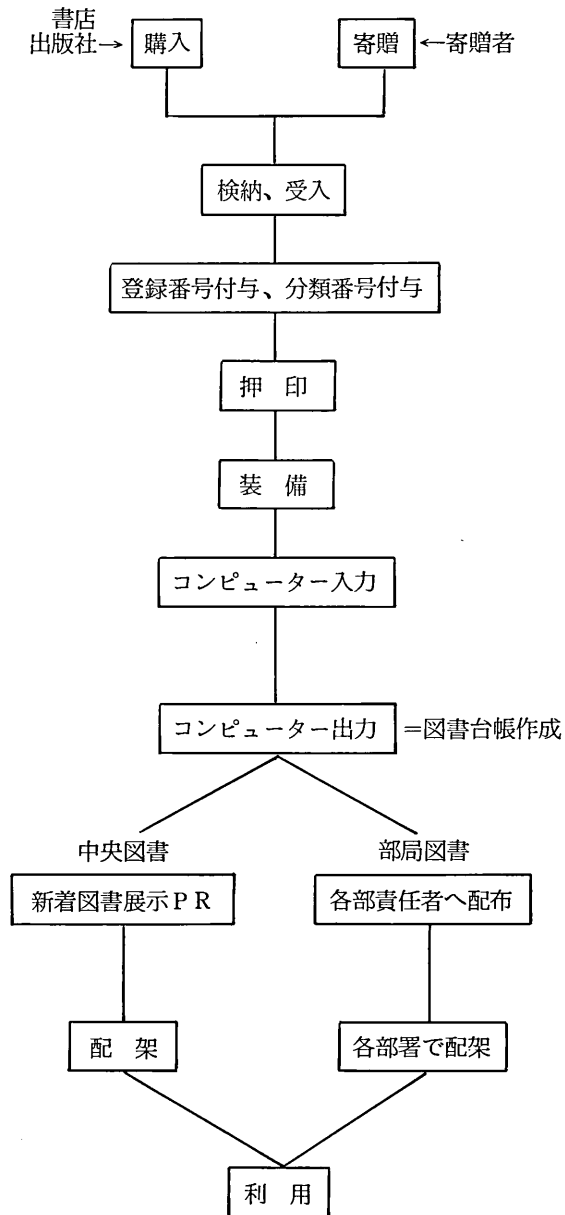 書店
出版社→ 購入 寄贈 ←寄贈者
検納、受入
登録番号付与、分類番号付与
押 印
装 備
コンピューター入力
コンピューター出力 =図書台帳作成
中央図書 部局図書
新着図書展示PR 各部責任者へ配布
配 架 各部署で配架
利 用